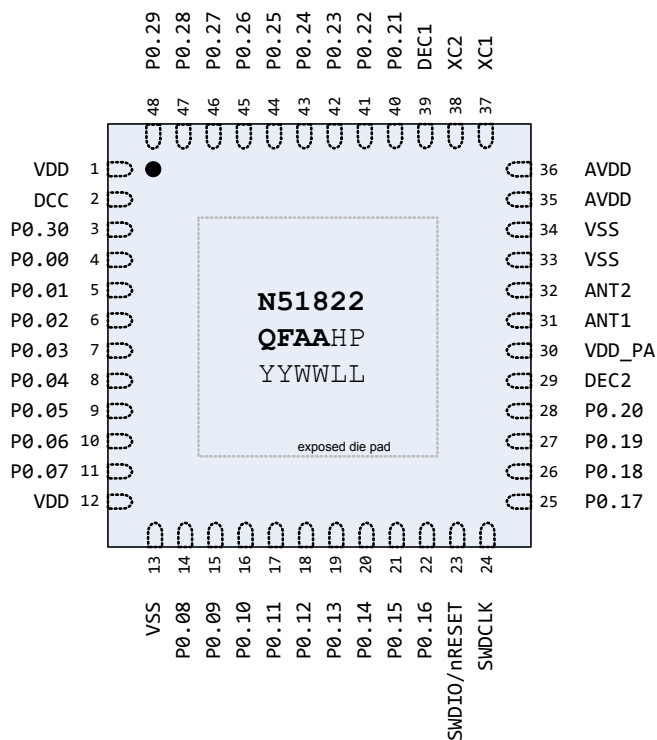 P0.29 P0.28 P0.27 P0.26 P0.25 P0.24 P0.23 P0.22 P0.21 DEC1 XC2 XC1
48 47 46 45 44 43 42 41 40 39 38 37
VDD 1
DCC 2
P0.30 3
P0.00 4
P0.01 5
P0.02 6
P0.03 7
P0.04 8
P0.05 9
P0.06 10
P0.07 11
VDD 12
N51822
QFAAHP
YYWWLL
exposed die pad
36 AVDD
35 AVDD
34 VSS
33 VSS
32 ANT2
31 ANT1
30 VDD_PA
29 DEC2
28 P0.20
27 P0.19
26 P0.18
25 P0.17
13 14 15 16 17 18 19 20 21 22 23 24
VSS P0.08 P0.09 P0.10 P0.11 P0.12 P0.13 P0.14 P0.15 P0.16 SWDIO/nRESET SWDCLK